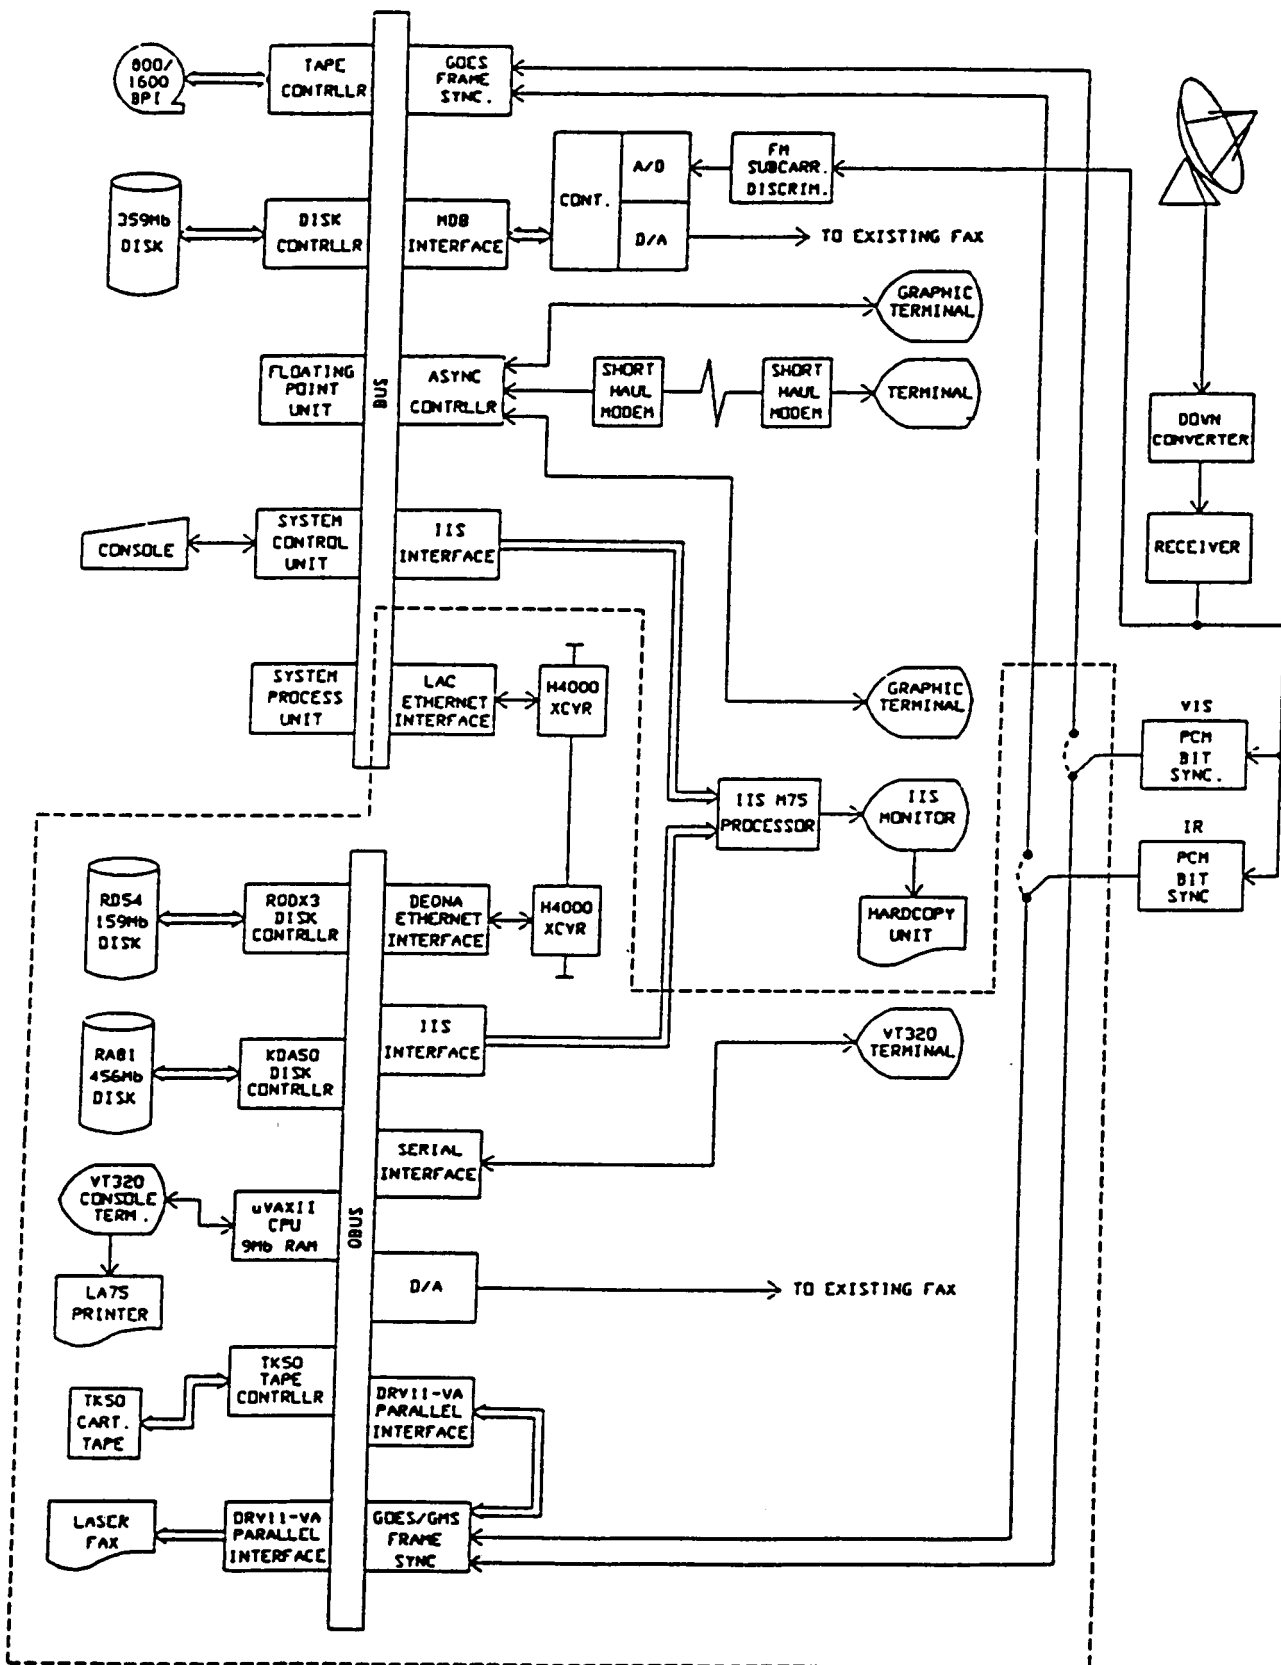 800/
1600
BPI
TAPE
CONTRLLR
GOES
FRAME
SYNC.
359Mb
DISK
DISK
CONTRLLR
MDB
INTERFACE
CONT.
A/D
D/A
FM
SUBCARR.
DISCRIM.
TO EXISTING FAX
GRAPHIC
TERMINAL
FLOATING
POINT
UNIT
BUS
ASYNC
CONTRLLR
SHORT
HAUL
MODEM
SHORT
HAUL
MODEM
TERMINAL
DOWN
CONVERTER
RECEIVER
CONSOLE
SYSTEM
CONTROL
UNIT
IIS
INTERFACE
SYSTEM
PROCESS
UNIT
LAC
ETHERNET
INTERFACE
H4000
XCVR
GRAPHIC
TERMINAL
VIS
PCM
BIT
SYNC.
IIS M75
PROCESSOR
IIS
MONITOR
IR
PCM
BIT
SYNC
HARDCOPY
UNIT
RD54
159Mb
DISK
RODX3
DISK
CONTRLLR
DEONA
ETHERNET
INTERFACE
H4000
XCYR
RA81
456Mb
DISK
KDA50
DISK
CONTRLLR
IIS
INTERFACE
VT320
TERMINAL
SERIAL
INTERFACE
VT320
CONSOLE
TERM.
uVAXII
CPU
9Mb RAM
QBUS
LA75
PRINTER
D/A
TO EXISTING FAX
TK50
TAPE
CONTRLLR
TK50
CART.
TAPE
DRV11-VA
PARALLEL
INTERFACE
LASER
FAX
DRV11-VA
PARALLEL
INTERFACE
GOES/GMS
FRAME
SYNC